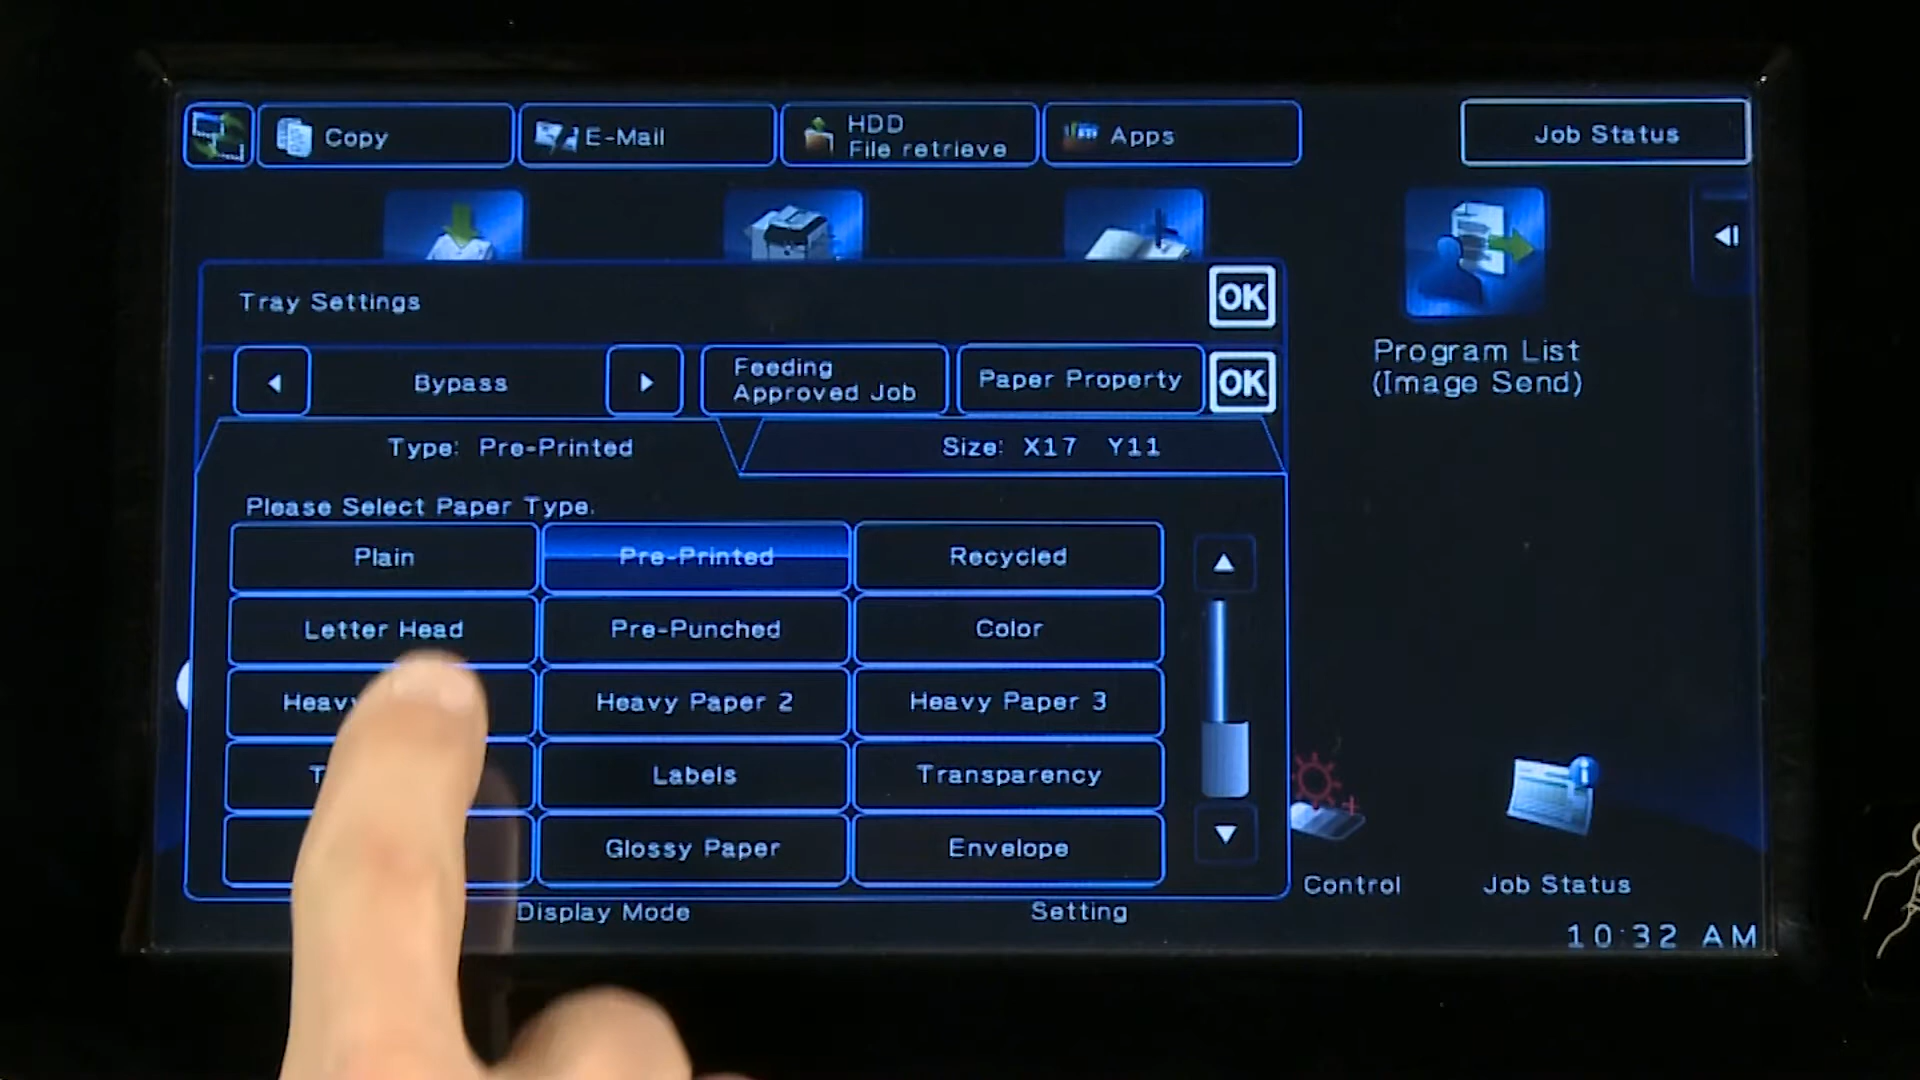 Copy
E-Mail
HDD
File retrieve
Apps
Job Status
Tray Settings
OK
Bypass
Feeding
Approved Job
Paper Property
OK
Type: Pre-Printed
Size: X17 Y11
Please Select Paper Type.
Plain
Pre-Printed
Recycled
Letter Head
Pre-Punched
Color
Heavy
Heavy Paper 2
Heavy Paper 3
Labels
Transparency
Glossy Paper
Envelope
Program List
(Image Send)
Display Mode
Setting
Control
Job Status
10:32 AM